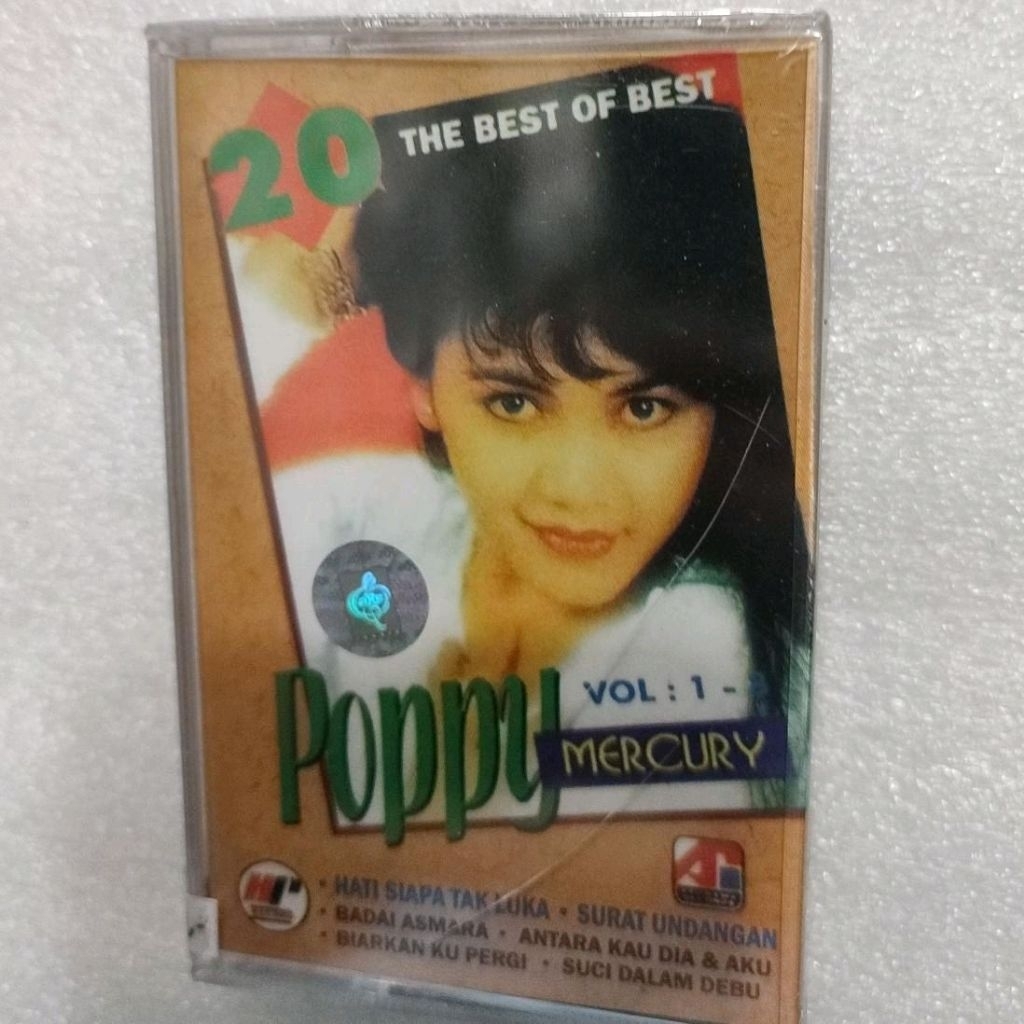 20
THE BEST OF BEST
Poppy
VOL : 1 -
MERCURY
• HATI SIAPA TAK LUKA • SURAT UNDANGAN
• BADAI ASMARA • ANTARA KAU DIA & AKU
• BIARKAN KU PERGI • SUCI DALAM DEBU